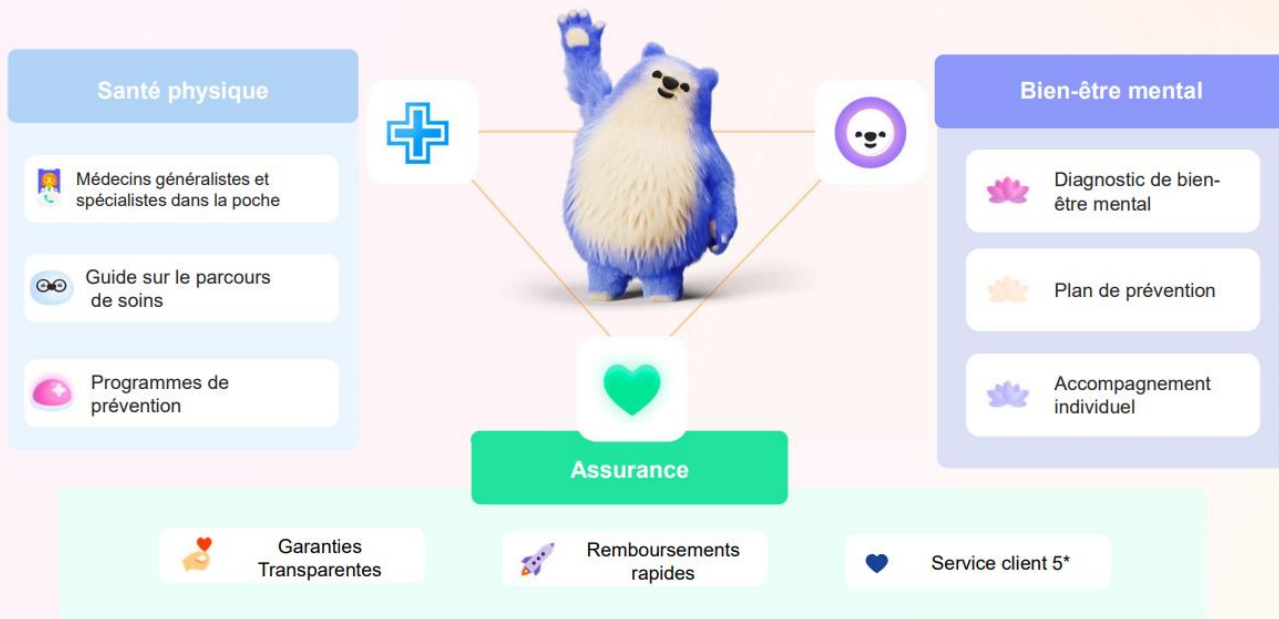 Santé physique
Médecins généralistes et
spécialistes dans la poche
Guide sur le parcours
de soins
Programmes de
prévention
Bien-être mental
Diagnostic de bien-
être mental
Plan de prévention
Accompagnement
individuel
Assurance
Garanties
Transparentes
Remboursements
rapides
Service client 5*